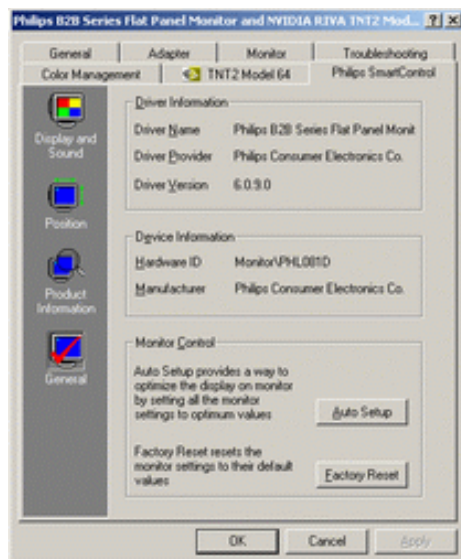 Philips B2B Series Flat Panel Monitor and NVIDIA RIVA TNT2 Mod...
General Adapter Monitor Troubleshooting
Color Management TNT2 Model 64 Philips SmartControl
Display and
Sound
Position
Product
Information
General
Driver Information
Driver Name Philips B2B Series Flat Panel Monit
Driver Provider Philips Consumer Electronics Co.
Driver Version 6.0.9.0
Device Information
Hardware ID Monitor\PHL081D
Manufacturer Philips Consumer Electronics Co.
Monitor Control
Auto Setup provides a way to
optimize the display on monitor
by setting all the monitor
settings to optimum values
Auto Setup
Factory Reset resets the
monitor settings to their default
values
Factory Reset
OK Cancel Apply